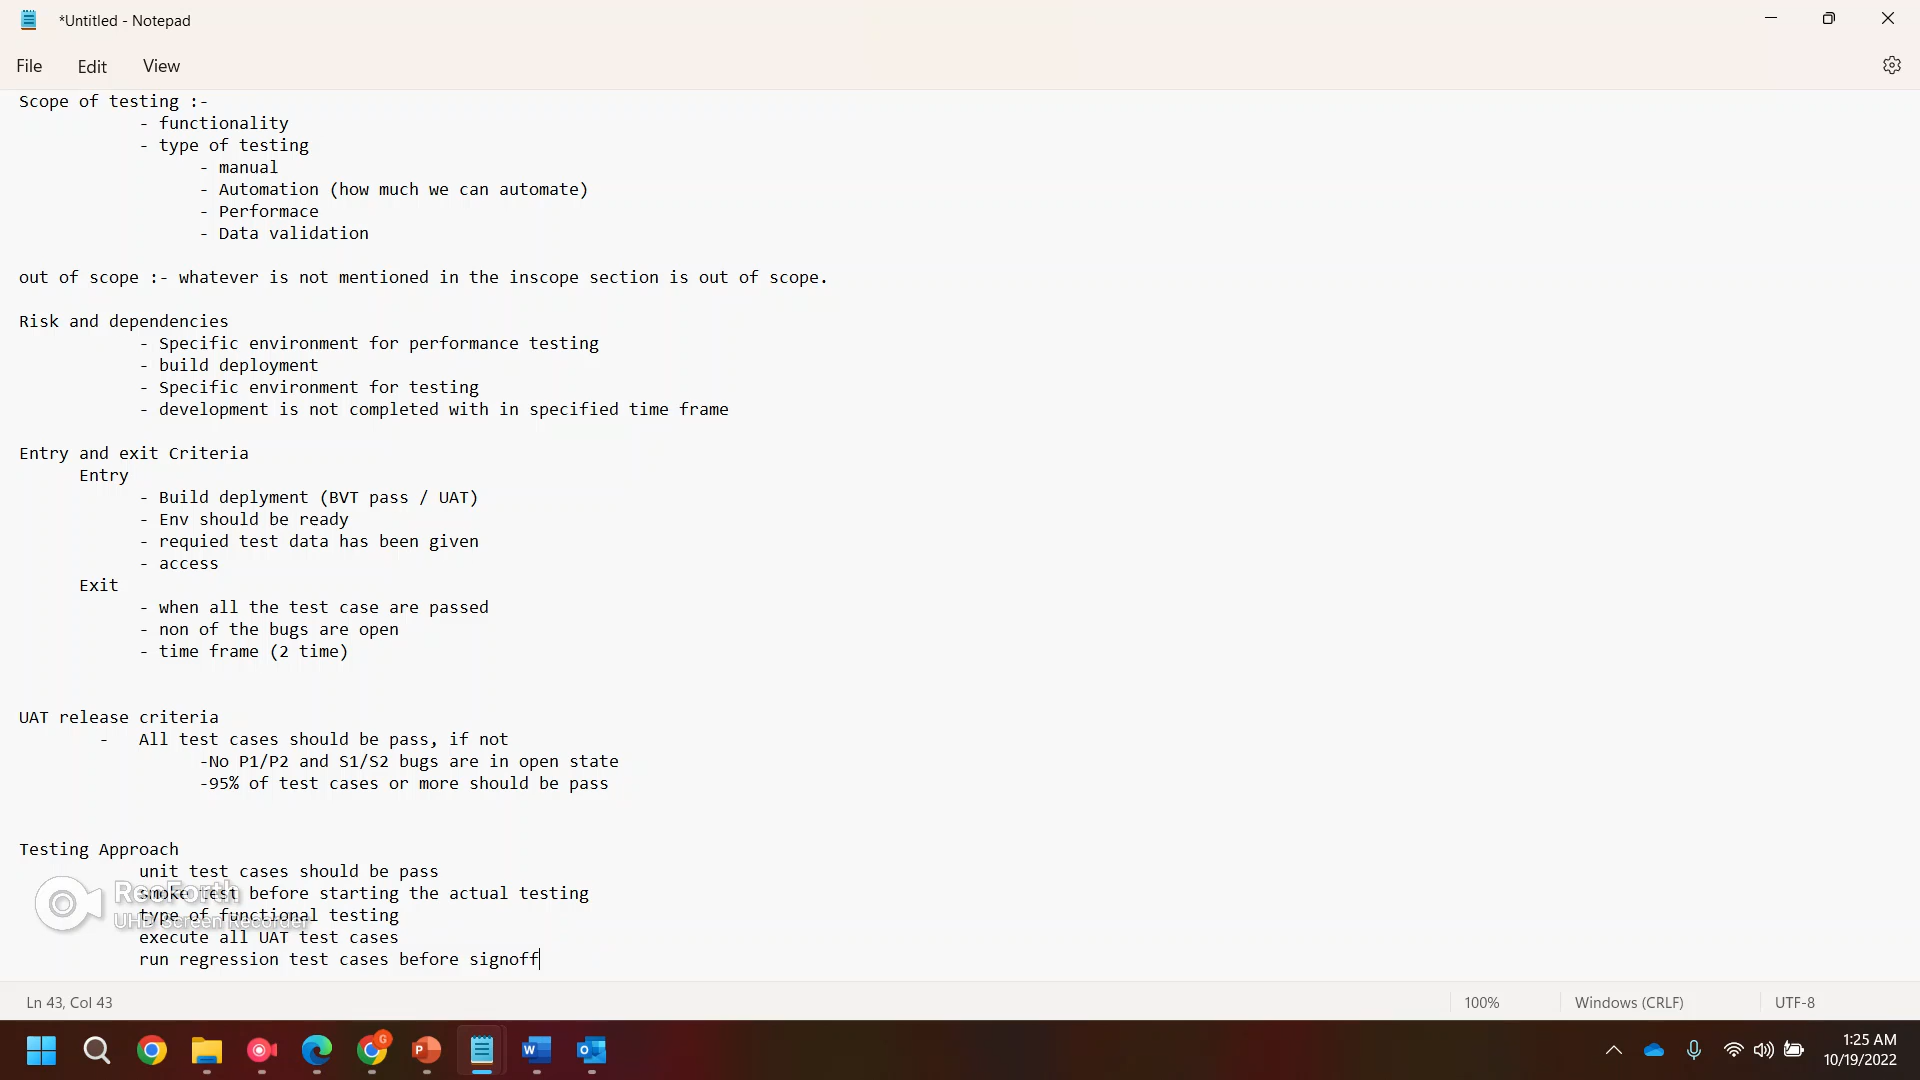 *Untitled - Notepad
File Edit View
Scope of testing :-
- functionality
- type of testing
- manual
- Automation (how much we can automate)
- Performace
- Data validation
out of scope :- whatever is not mentioned in the inscope section is out of scope.
Risk and dependencies
- Specific environment for performance testing
- build deployment
- Specific environment for testing
- development is not completed with in specified time frame
Entry and exit Criteria
Entry
- Build deplyment (BVT pass / UAT)
- Env should be ready
- requied test data has been given
- access
Exit
- when all the test case are passed
- non of the bugs are open
- time frame (2 time)
UAT release criteria
- All test cases should be pass, if not
-No P1/P2 and S1/S2 bugs are in open state
-95% of test cases or more should be pass
Testing Approach
unit test cases should be pass
smoke test before starting the actual testing
type of functional testing
execute all UAT test cases
run regression test cases before signoff
RecForth
UHD Screen Recorder
Ln 43, Col 43 100% Windows (CRLF) UTF-8
1:25 AM
10/19/2022